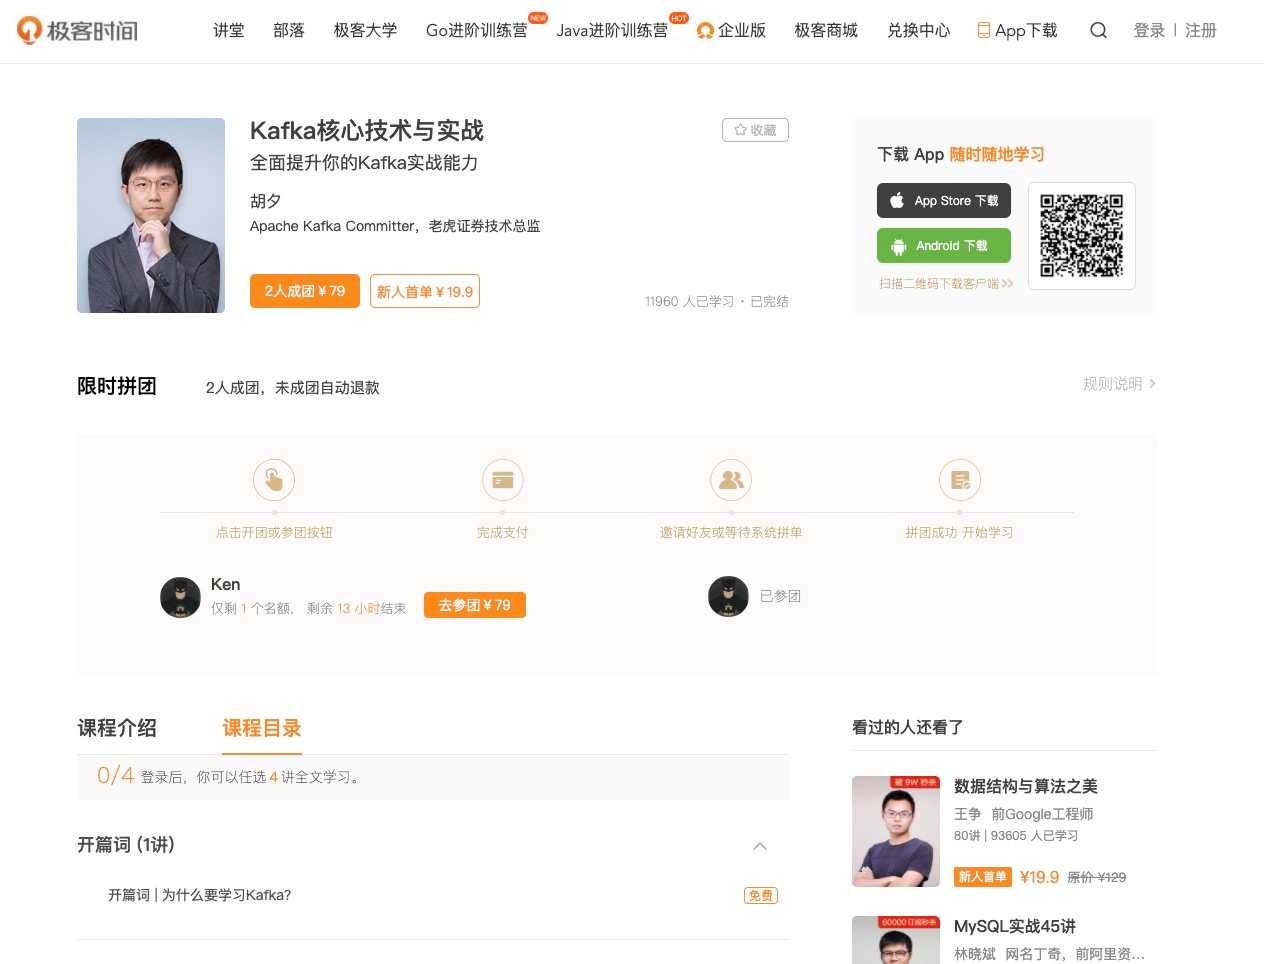 极客时间
讲堂 部落 极客大学 Go进阶训练营 NEW Java进阶训练营 HOT 企业版 极客商城 兑换中心 App下载 登录 | 注册
Kafka核心技术与实战
收藏
全面提升你的Kafka实战能力
胡夕
Apache Kafka Committer，老虎证券技术总监
2人成团 ¥ 79
新人首单 ¥ 19.9
11960 人已学习 · 已完结
下载 App 随时随地学习
App Store 下载
Android 下载
扫描二维码下载客户端 >>
限时拼团
2人成团，未成团自动退款
规则说明 >
点击开团或参团按钮
完成支付
邀请好友或等待系统拼单
拼团成功 开始学习
Ken
仅剩 1 个名额， 剩余 13 小时结束
去参团 ¥ 79
已参团
课程介绍
课程目录
0/4 登录后，你可以任选 4 讲全文学习。
开篇词 (1讲)
开篇词 | 为什么要学习Kafka?
免费
看过的人还看了
破 9W 秒杀
数据结构与算法之美
王争 前Google工程师
80讲 | 93605 人已学习
新人首单 ¥19.9 原价 ¥129
60000 订阅秒杀
MySQL实战45讲
林晓斌 网名丁奇，前阿里资...